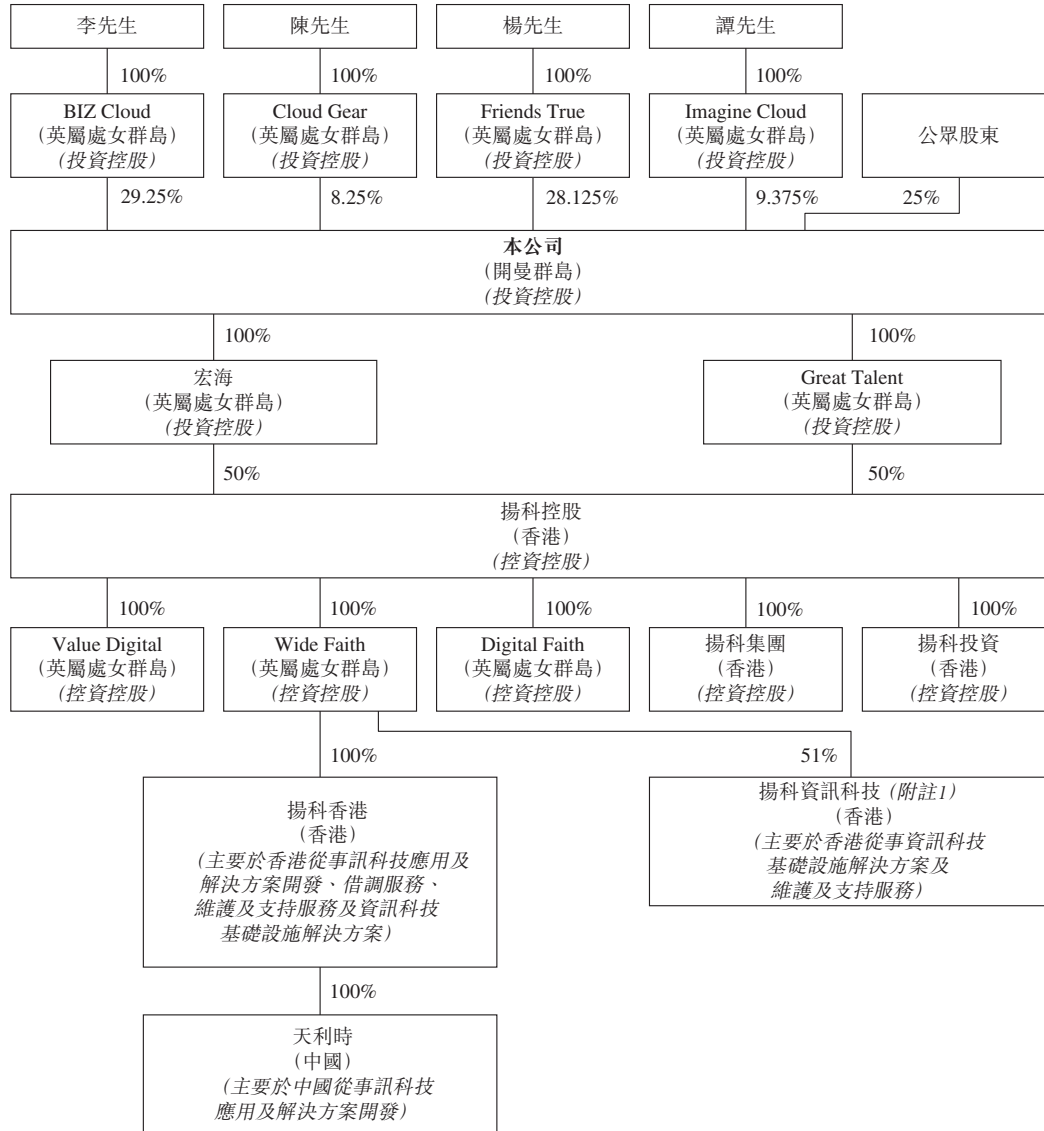 李先生
陳先生
楊先生
譚先生
100%
100%
100%
100%
BIZ Cloud
(英屬處女群島)
(投資控股)
Cloud Gear
(英屬處女群島)
(投資控股)
Friends True
(英屬處女群島)
(投資控股)
Imagine Cloud
(英屬處女群島)
(投資控股)
公眾股東
29.25%
8.25%
28.125%
9.375%
25%
本公司
(開曼群島)
(投資控股)
100%
100%
宏海
(英屬處女群島)
(投資控股)
Great Talent
(英屬處女群島)
(投資控股)
50%
50%
揚科控股
(香港)
(控資控股)
100%
100%
100%
100%
100%
Value Digital
(英屬處女群島)
(控資控股)
Wide Faith
(英屬處女群島)
(控資控股)
Digital Faith
(英屬處女群島)
(控資控股)
揚科集團
(香港)
(控資控股)
揚科投資
(香港)
(控資控股)
100%
51%
揚科香港
(香港)
(主要於香港從事訊科技應用及
解決方案開發、借調服務、
維護及支持服務及資訊科技
基礎設施解決方案)
揚科資訊科技 (附註1)
(香港)
(主要於香港從事資訊科技
基礎設施解決方案及
維護及支持服務)
100%
天利時
(中國)
(主要於中國從事訊科技
應用及解決方案開發)